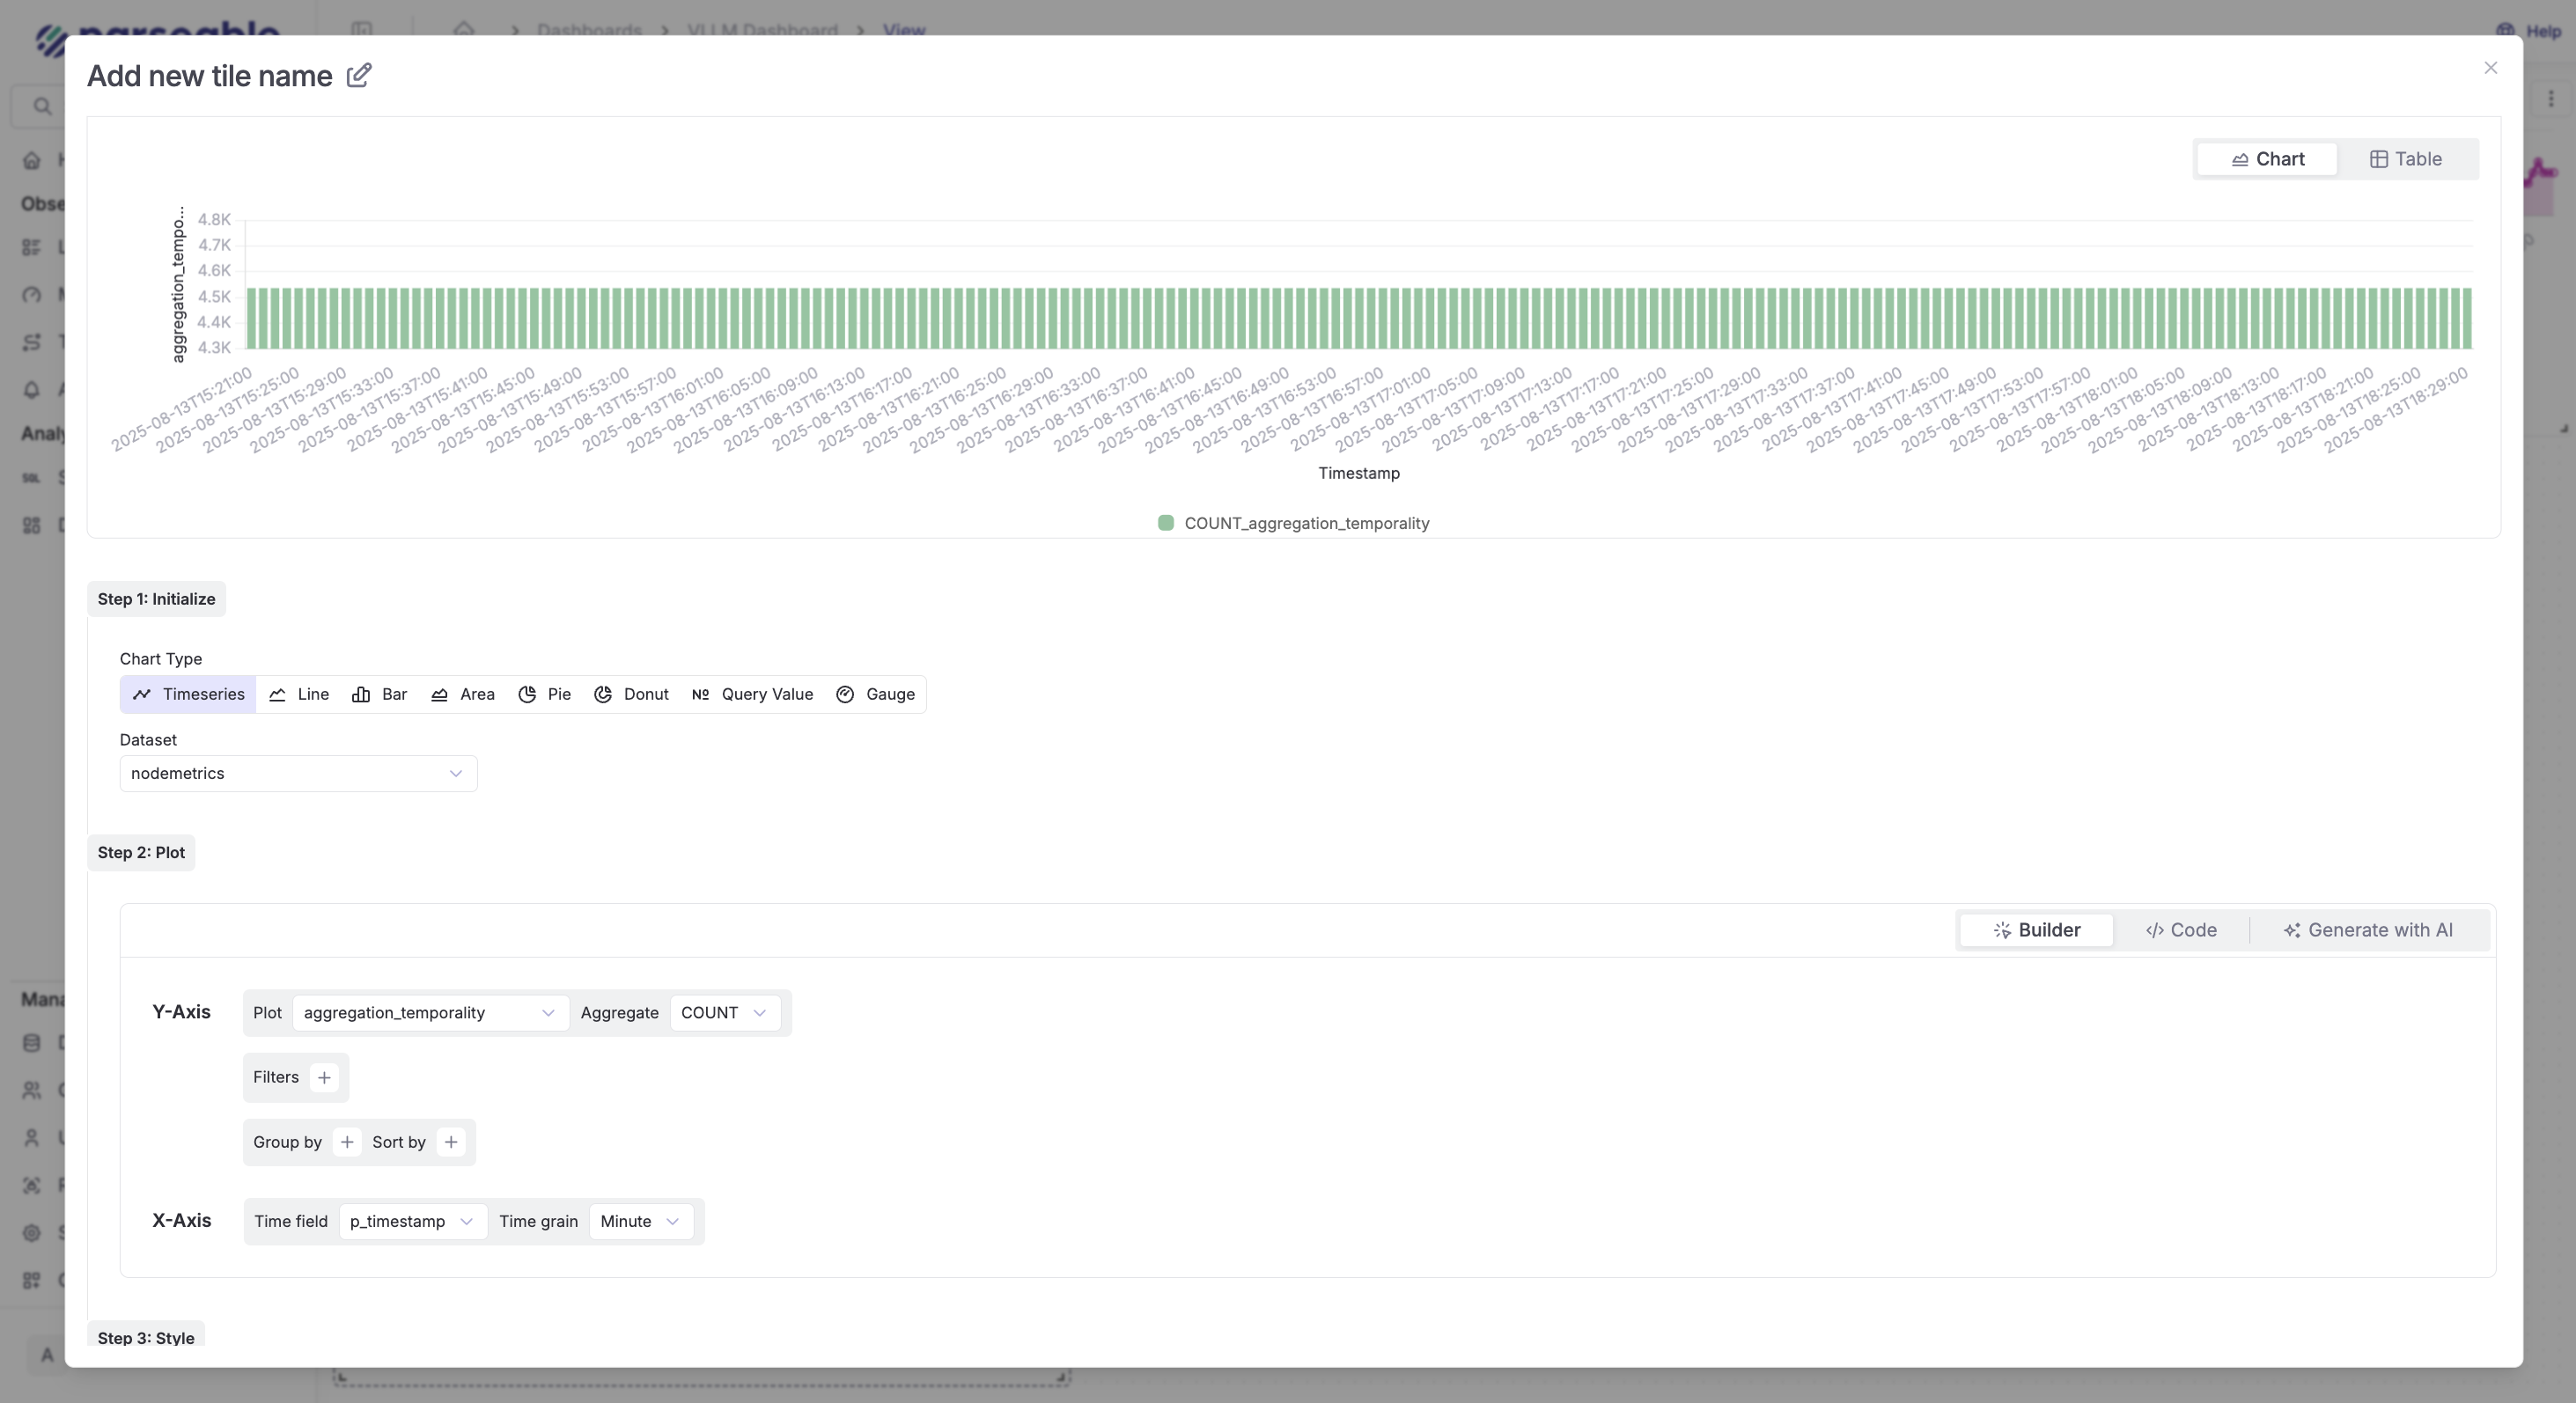 parseable
Dashboards > VLLM Dashboard > View
Help
Add new tile name
Chart
Table
aggregation_tempo...
4.8K
4.7K
4.6K
4.5K
4.4K
4.3K
2025-08-13T15:21:00
2025-08-13T15:25:00
2025-08-13T15:29:00
2025-08-13T15:33:00
2025-08-13T15:37:00
2025-08-13T15:41:00
2025-08-13T15:45:00
2025-08-13T15:49:00
2025-08-13T15:53:00
2025-08-13T15:57:00
2025-08-13T16:01:00
2025-08-13T16:05:00
2025-08-13T16:09:00
2025-08-13T16:13:00
2025-08-13T16:17:00
2025-08-13T16:21:00
2025-08-13T16:25:00
2025-08-13T16:29:00
2025-08-13T16:33:00
2025-08-13T16:37:00
2025-08-13T16:41:00
2025-08-13T16:45:00
2025-08-13T16:49:00
2025-08-13T16:53:00
2025-08-13T16:57:00
2025-08-13T17:01:00
2025-08-13T17:05:00
2025-08-13T17:09:00
2025-08-13T17:13:00
2025-08-13T17:17:00
2025-08-13T17:21:00
2025-08-13T17:25:00
2025-08-13T17:29:00
2025-08-13T17:33:00
2025-08-13T17:37:00
2025-08-13T17:41:00
2025-08-13T17:45:00
2025-08-13T17:49:00
2025-08-13T17:53:00
2025-08-13T17:57:00
2025-08-13T18:01:00
2025-08-13T18:05:00
2025-08-13T18:09:00
2025-08-13T18:13:00
2025-08-13T18:17:00
2025-08-13T18:21:00
2025-08-13T18:25:00
2025-08-13T18:29:00
Timestamp
COUNT_aggregation_temporality
Step 1: Initialize
Chart Type
Timeseries Line Bar Area Pie Donut Nº Query Value Gauge
Dataset
nodemetrics
Step 2: Plot
Builder </> Code Generate with AI
Y-Axis Plot aggregation_temporality Aggregate COUNT
Filters +
Group by + Sort by +
X-Axis Time field p_timestamp Time grain Minute
Step 3: Style
Obse
Analy
SQL
Mana
A